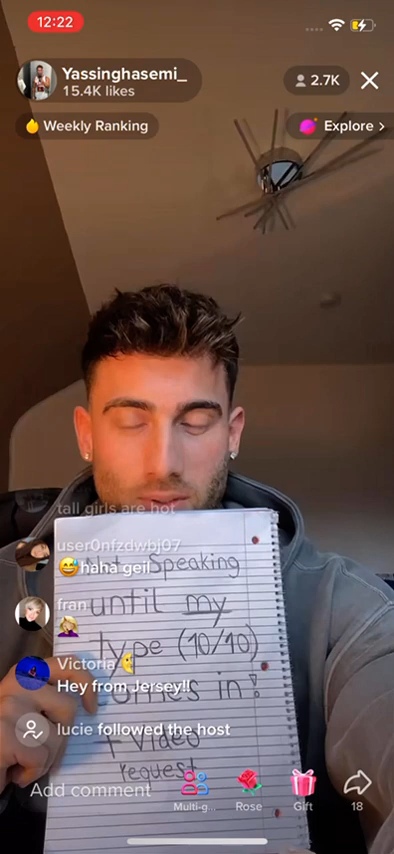 12:22
Yassinghasemi_
15.4K likes
2.7K
Weekly Ranking
Explore >
tall girls are hot
user0nfzdwbj07
haha geil
Speaking
fran
until my
type (10/10)
Victoria
Hey from Jersey!!
in!
lucie followed the host
+ Video
request
Add comment
Multi-g...
Rose
Gift
18